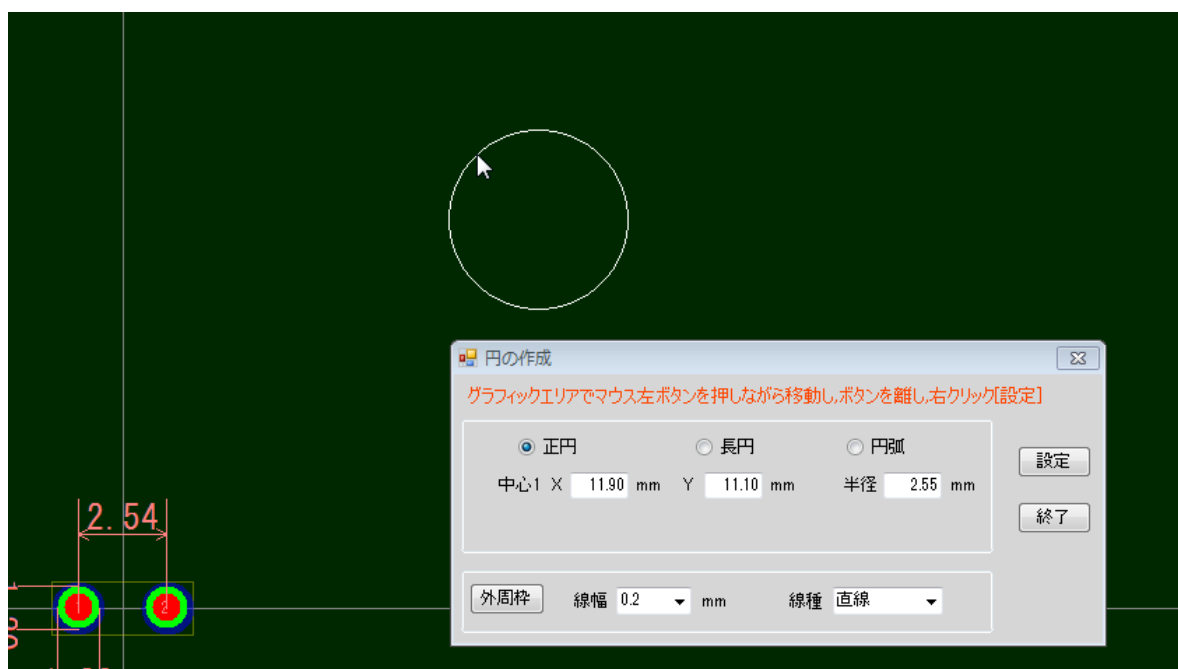 円の作成
グラフィックエリアでマウス左ボタンを押しながら移動し,ボタンを離し,右クリック[設定]
正円 長円 円弧
設定
中心1 X 11.90 mm Y 11.10 mm 半径 2.55 mm
2.54
終了
外周枠 線幅 0.2 mm 線種 直線
1 2